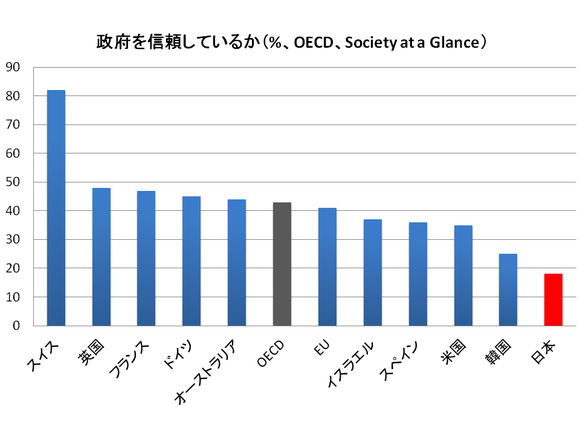 政府を信頼しているか(%、OECD、Society at a Glance)
90
80
70
60
50
40
30
20
10
0
スイス
英国
フランス
ドイツ
オーストラリア
OECD
EU
イスラエル
スペイン
米国
韓国
日本